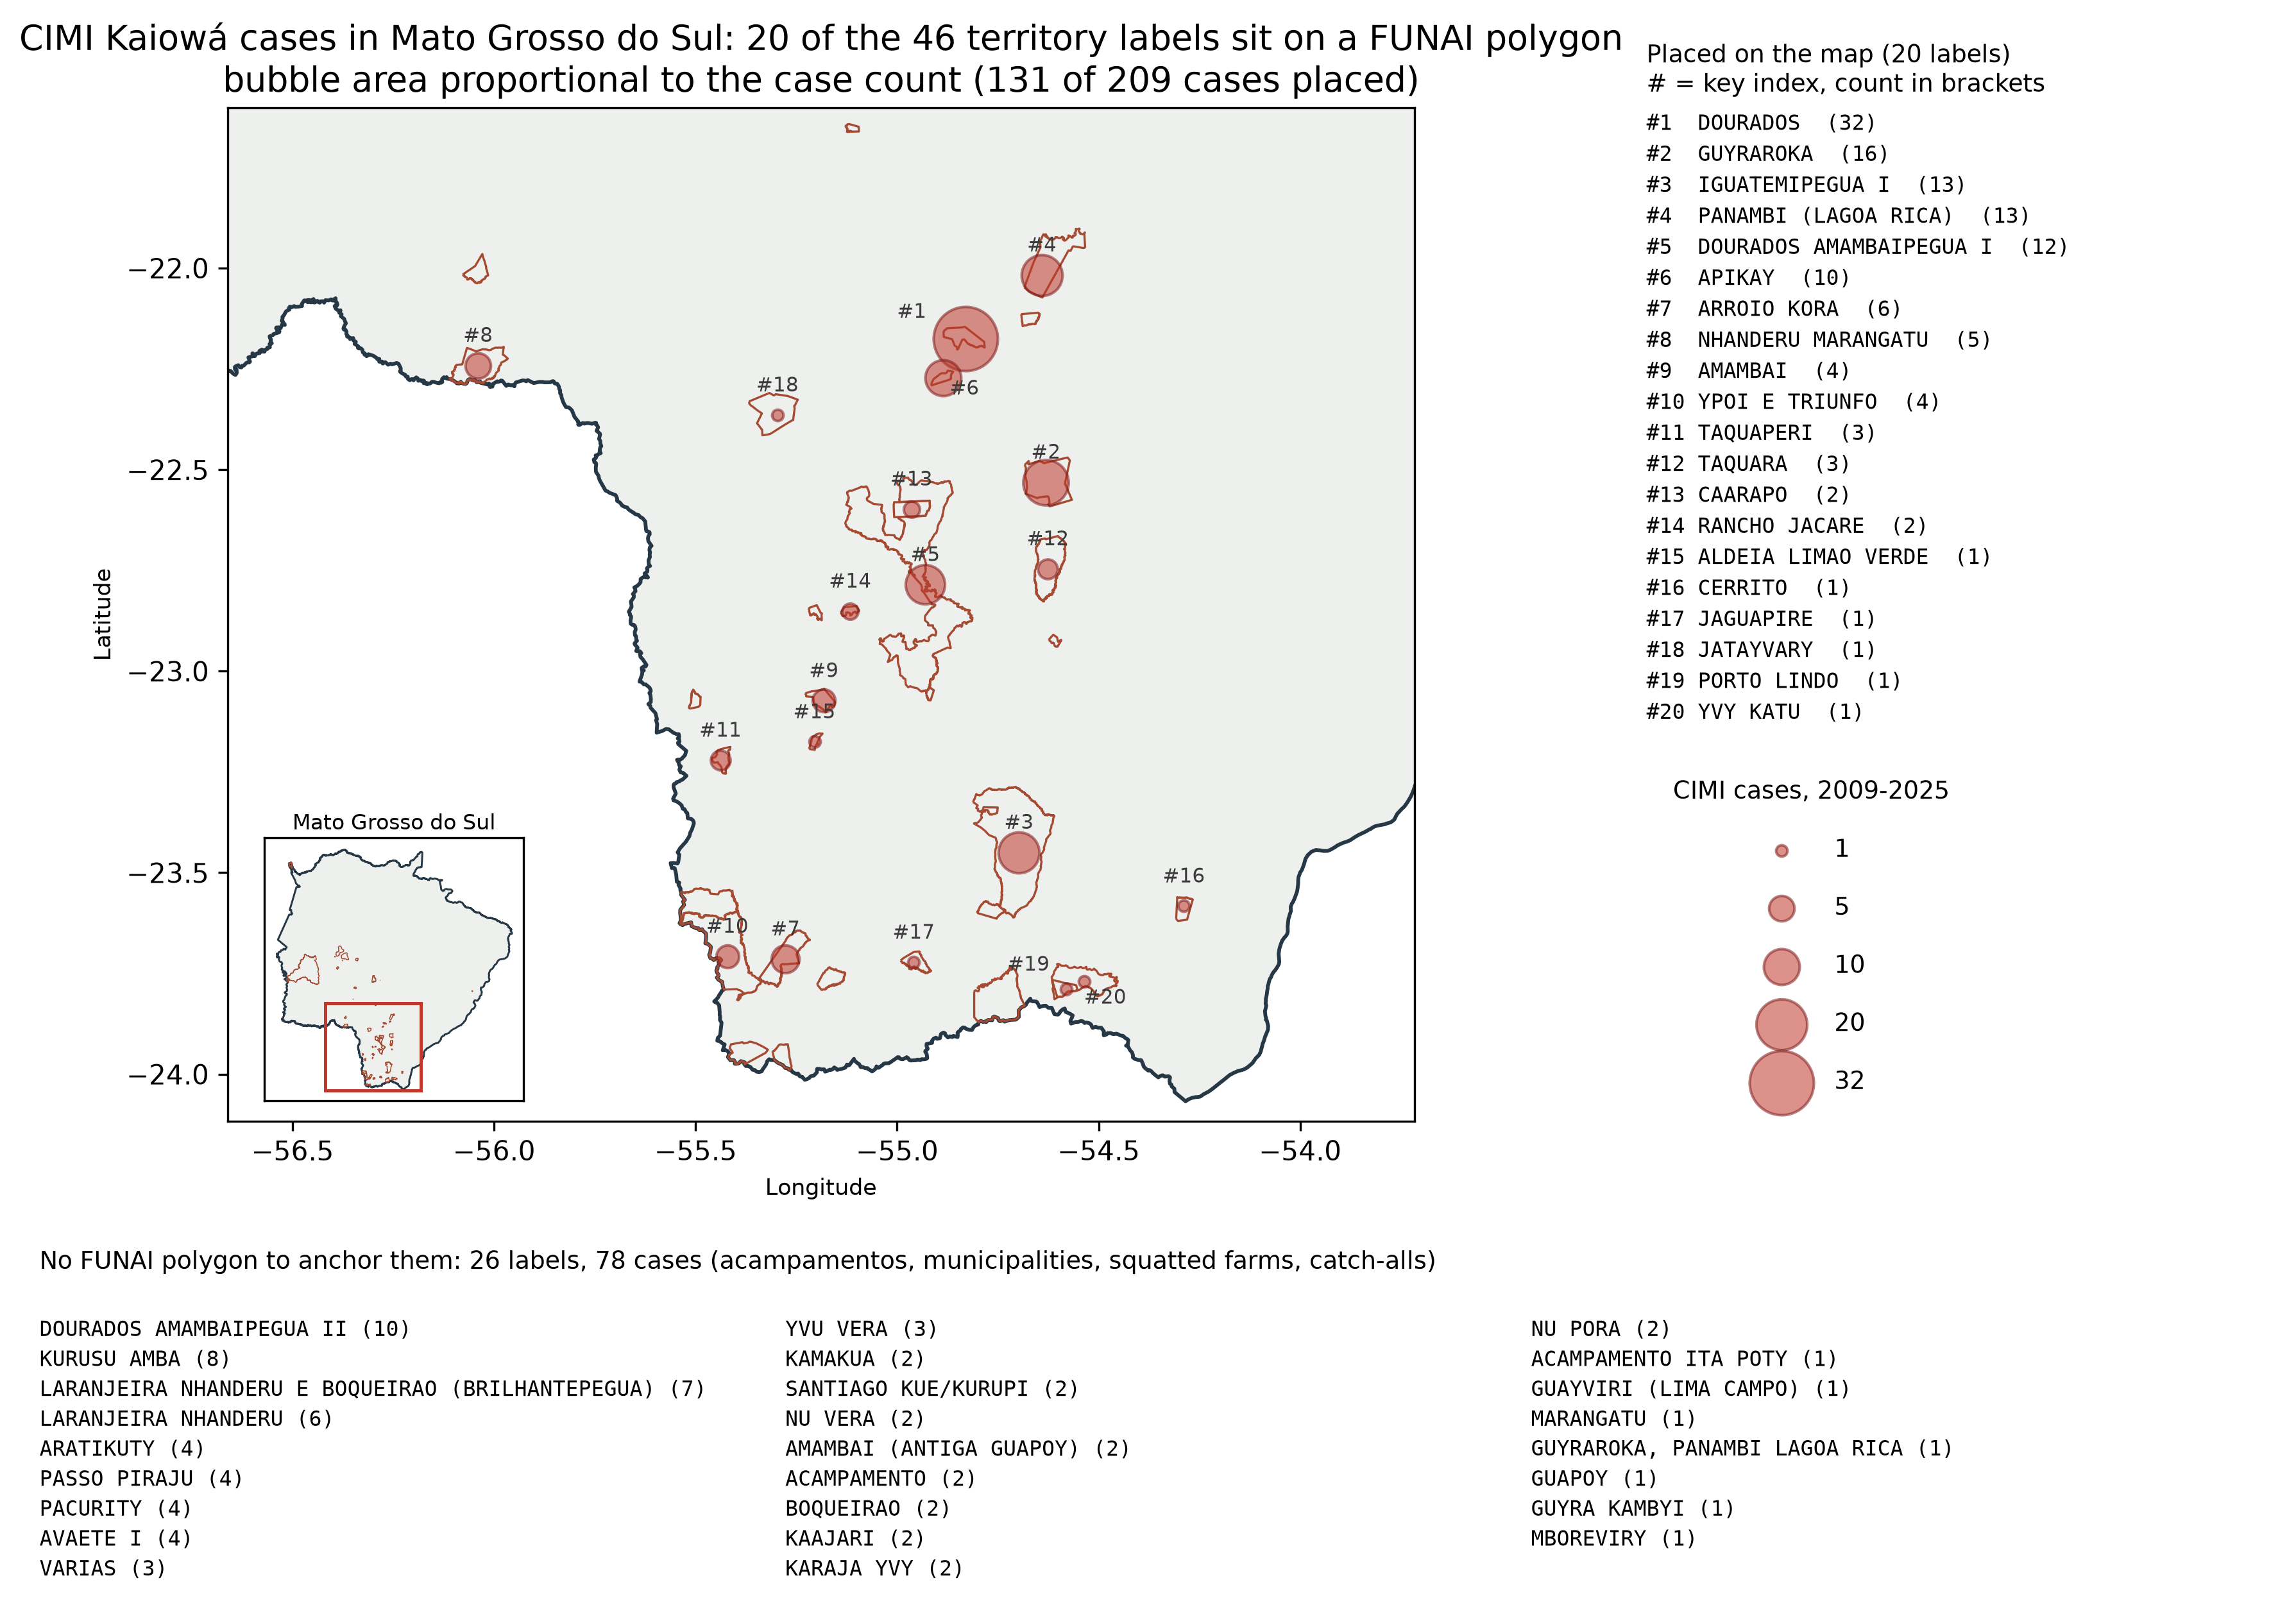 CIMI Kaiowá cases in Mato Grosso do Sul: 20 of the 46 territory labels sit on a FUNAI polygon
bubble area proportional to the case count (131 of 209 cases placed)
Placed on the map (20 labels)
# = key index, count in brackets
#1 DOURADOS (32)
#2 GUYRAROKA (16)
#3 IGUATEMIPEGUA I (13)
#4 PANAMBI (LAGOA RICA) (13)
#5 DOURADOS AMAMBAIPEGUA I (12)
#6 APIKAY (10)
#7 ARROIO KORA (6)
#8 NHANDERU MARANGATU (5)
#9 AMAMBAI (4)
#10 YPOI E TRIUNFO (4)
#11 TAQUAPERI (3)
#12 TAQUARA (3)
#13 CAARAPO (2)
#14 RANCHO JACARE (2)
#15 ALDEIA LIMAO VERDE (1)
#16 CERRITO (1)
#17 JAGUAPIRE (1)
#18 JATAYVARY (1)
#19 PORTO LINDO (1)
#20 YVY KATU (1)
CIMI cases, 2009-2025
1
5
10
20
32
#4
#1
#8
#6
#18
#2
#13
#12
#5
#14
#9
#15
#11
#3
#16
#10
#7
#17
#19
#20
Mato Grosso do Sul
Latitude
−22.0
−22.5
−23.0
−23.5
−24.0
−56.5
−56.0
−55.5
−55.0
−54.5
−54.0
Longitude
No FUNAI polygon to anchor them: 26 labels, 78 cases (acampamentos, municipalities, squatted farms, catch-alls)
DOURADOS AMAMBAIPEGUA II (10)
KURUSU AMBA (8)
LARANJEIRA NHANDERU E BOQUEIRAO (BRILHANTEPEGUA) (7)
LARANJEIRA NHANDERU (6)
ARATIKUTY (4)
PASSO PIRAJU (4)
PACURITY (4)
AVAETE I (4)
VARIAS (3)
YVU VERA (3)
KAMAKUA (2)
SANTIAGO KUE/KURUPI (2)
NU VERA (2)
AMAMBAI (ANTIGA GUAPOY) (2)
ACAMPAMENTO (2)
BOQUEIRAO (2)
KAAJARI (2)
KARAJA YVY (2)
NU PORA (2)
ACAMPAMENTO ITA POTY (1)
GUAYVIRI (LIMA CAMPO) (1)
MARANGATU (1)
GUYRAROKA, PANAMBI LAGOA RICA (1)
GUAPOY (1)
GUYRA KAMBYI (1)
MBOREVIRY (1)